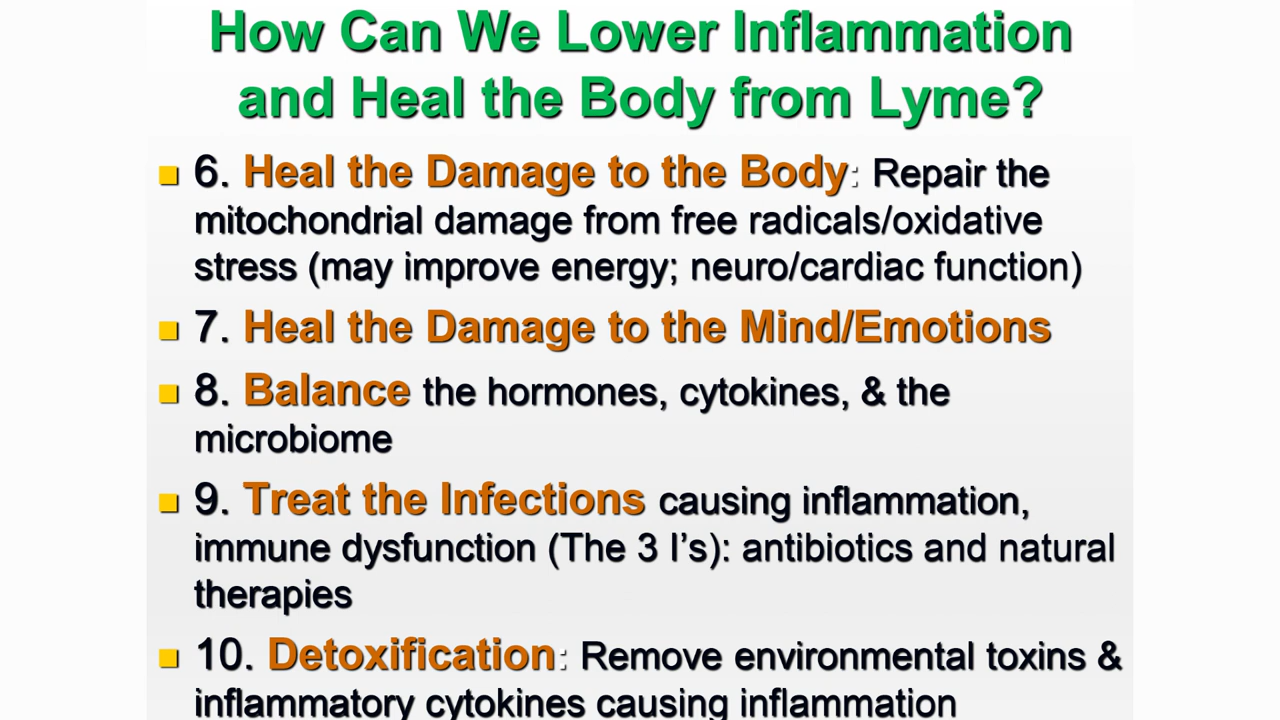 How Can We Lower Inflammation
and Heal the Body from Lyme?
6. Heal the Damage to the Body: Repair the
mitochondrial damage from free radicals/oxidative
stress (may improve energy; neuro/cardiac function)
7. Heal the Damage to the Mind/Emotions
8. Balance the hormones, cytokines, & the
microbiome
9. Treat the Infections causing inflammation,
immune dysfunction (The 3 I’s): antibiotics and natural
therapies
10. Detoxification: Remove environmental toxins &
inflammatory cytokines causing inflammation